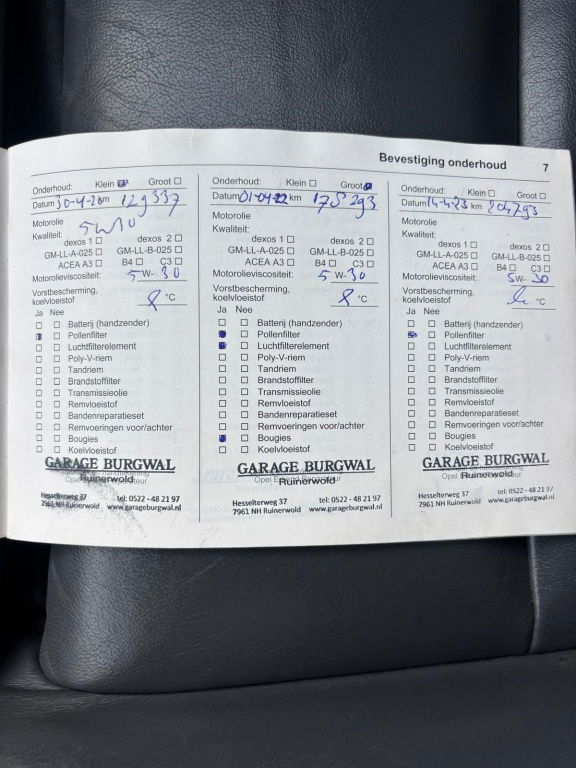 Bevestiging onderhoud 7
Onderhoud: Klein Groot
Datum 30-4-2 km 129337
Motorolie
Kwaliteit: 5W30
dexos 1 dexos 2
GM-LL-A-025 GM-LL-B-025
ACEA A3 B4 C3
Motorolieviscositeit: 5 W- 30
Vorstbescherming,
koelvloeistof °C
Ja Nee
Batterij (handzender)
Pollenfilter
Luchtfilterelement
Poly-V-riem
Tandriem
Brandstoffilter
Transmissieolie
Remvloeistof
Bandenreparatieset
Remvoeringen voor/achter
Bougies
Koelvloeistof
GARAGE BURGWAL
Ruinerwold
Hesselterweg 37 tel: 0522 - 48 21 97
7961 NH Ruinerwold www.garageburgwal.nl
Onderhoud: Klein Groot
Datum 01-04-22 km 178293
Motorolie
Kwaliteit:
dexos 1 dexos 2
GM-LL-A-025 GM-LL-B-025
ACEA A3 B4 C3
Motorolieviscositeit: 5 W- 30
Vorstbescherming,
koelvloeistof °C
Ja Nee
Batterij (handzender)
Pollenfilter
Luchtfilterelement
Poly-V-riem
Tandriem
Brandstoffilter
Transmissieolie
Remvloeistof
Bandenreparatieset
Remvoeringen voor/achter
Bougies
Koelvloeistof
GARAGE BURGWAL
Opel Ruinerwold
Hesselterweg 37 tel: 0522 - 48 21 97
7961 NH Ruinerwold www.garageburgwal.nl
Onderhoud: Klein Groot
Datum 14-4-23 km 204793
Motorolie
Kwaliteit:
dexos 1 dexos 2
GM-LL-A-025 GM-LL-B-025
ACEA A3 B4 C3
Motorolieviscositeit: 5W- 30
Vorstbescherming,
koelvloeistof °C
Ja Nee
Batterij (handzender)
Pollenfilter
Luchtfilterelement
Poly-V-riem
Tandriem
Brandstoffilter
Transmissieolie
Remvloeistof
Bandenreparatieset
Remvoeringen voor/achter
Bougies
Koelvloeistof
GARAGE BURGWAL
Opel Ruinerwold
Hesselterweg 37 tel: 0522 - 48 21 97
7961 NH Ruinerwold www.garageburgwal.nl